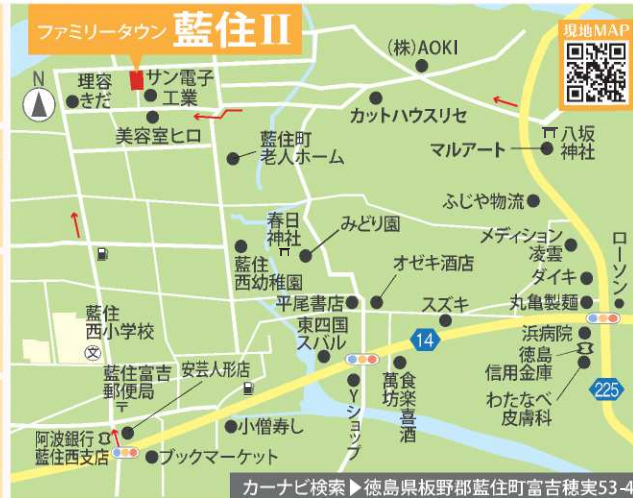 ファミリータウン 藍住II
現地MAP
N
理容
きだ
サン電子
工業
美容室ヒロ
(株)AOKI
カットハウスリセ
八坂
神社
マルアート
藍住町
老人ホーム
ふじや物流
春日
神社
みどり園
メディション
凌雲
ローソン
藍住
西幼稚園
オゼキ酒店
ダイキ
平尾書店
スズキ
丸亀製麺
藍住
西小学校
文
東四国
スバル
14
浜病院
徳島
信用金庫
藍住富吉
郵便局
〒
安芸人形店
Yショップ
萬坊
食楽喜酒
わたなべ
皮膚科
225
小僧寿し
阿波銀行
藍住西支店
ブックマーケット
カーナビ検索▶徳島県板野郡藍住町富吉穂実53-4